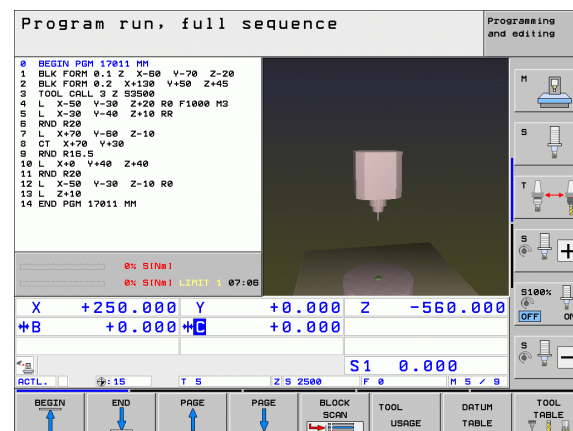 Program run, full sequence
Programming and editing
0 BEGIN PGM 17011 MM
1 BLK FORM 0.1 Z X-60 Y-70 Z-20
2 BLK FORM 0.2 X+130 Y+50 Z+45
3 TOOL CALL 3 Z S3500
4 L X-50 Y-30 Z+20 R0 F1000 M3
5 L X-30 Y-40 Z+10 RR
6 RND R20
7 L X+70 Y-60 Z-10
8 CT X+70 Y+30
9 RND R16.5
10 L X+0 Y+40 Z+40
11 RND R20
12 L X-50 Y-30 Z-10 R0
13 L Z+10
14 END PGM 17011 MM
0% S[Nm]
0% S[Nm] LIMIT 1 07:06
X +250.000 Y +0.000 Z -560.000
B +0.000 C +0.000
S1 0.000
ACTL. : 15 T 5 Z S 2500 F 0 M 5 / 9
M
S
T
S
S100%
OFF ON
S
BEGIN
END
PAGE
PAGE
BLOCK SCAN
TOOL USAGE
DATUM TABLE
TOOL TABLE